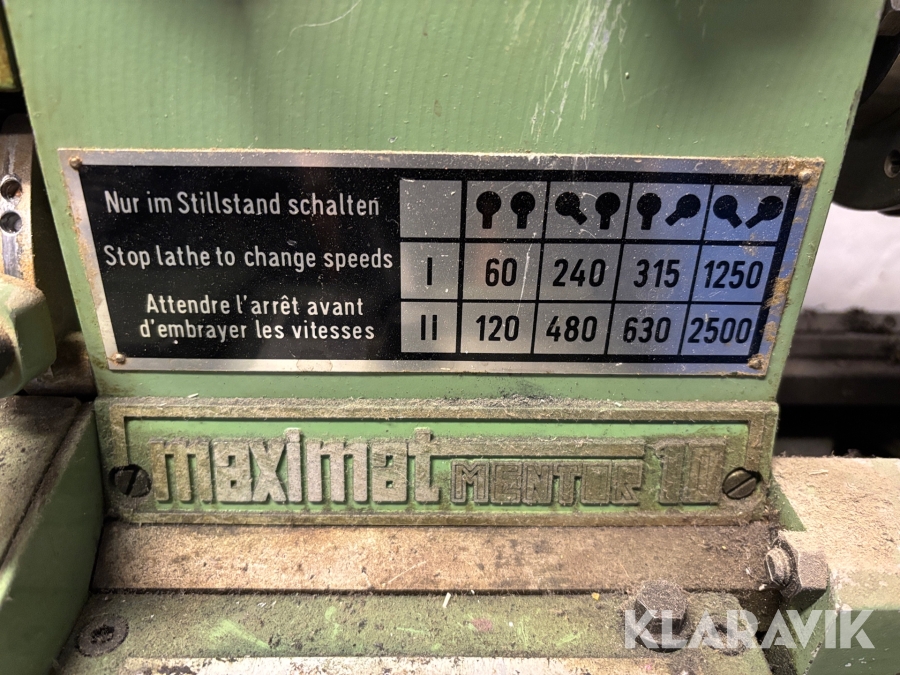 Nur im Stillstand schalten
Stop lathe to change speeds
Attendre l'arrêt avant
d'embrayer les vitesses
I 60 240 315 1250
II 120 480 630 2500
maximat MENTOR 10
KLARAVIK
KLARAVIK